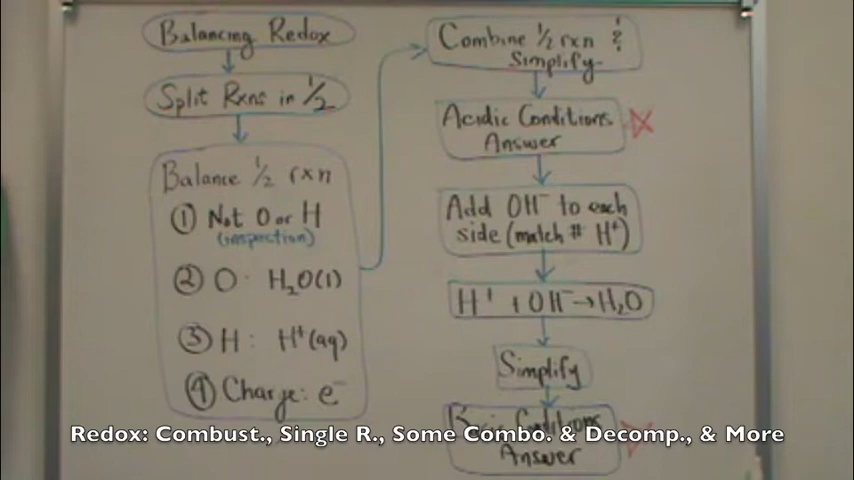 Balancing Redox
Split Rxns in 1/2
Balance 1/2 rxn
① Not O or H
(inspection)
② O: H₂O(l)
③ H: H⁺(aq)
④ Charge: e⁻
Combine 1/2 rxn &
Simplify
Acidic Conditions
Answer
Add OH⁻ to each
side (match # H⁺)
H⁺ + OH⁻ → H₂O
Simplify
Basic Conditions
Answer
Redox: Combust., Single R., Some Combo. & Decomp., & More